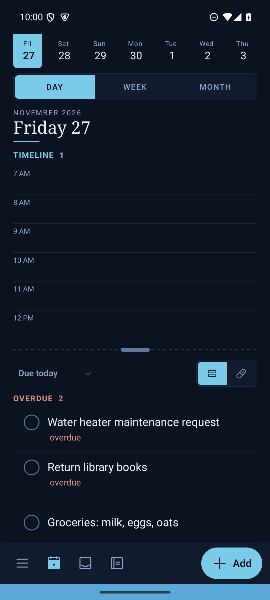 10:00
Fri Sat Sun Mon Tue Wed Thu
27 28 29 30 1 2 3
DAY WEEK MONTH
NOVEMBER 2026
Friday 27
TIMELINE 1
7 AM
8 AM
9 AM
10 AM
11 AM
12 PM
Due today
OVERDUE 2
Water heater maintenance request
overdue
Return library books
overdue
Groceries: milk, eggs, oats
Add